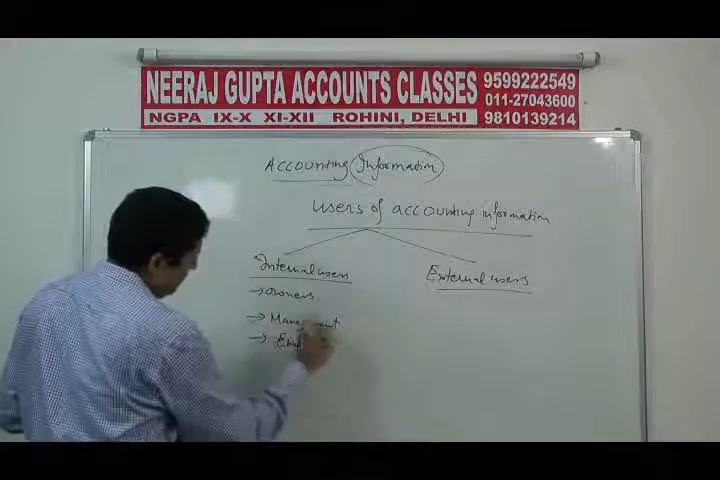 NEERAJ GUPTA ACCOUNTS CLASSES
9599222549
011-27043600
NGPA IX-X XI-XII ROHINI, DELHI
9810139214
Accounting Information
Users of accounting information
Internal users
External users
→ Owners
→ Management
→ Emp